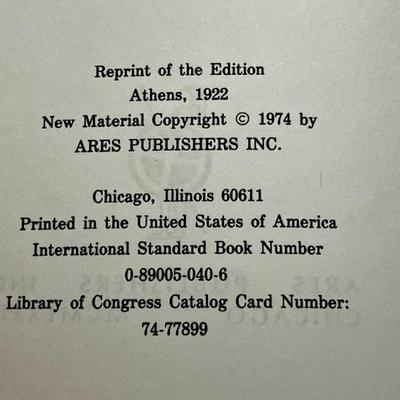 Reprint of the Edition
Athens, 1922
New Material Copyright © 1974 by
ARES PUBLISHERS INC.
Chicago, Illinois 60611
Printed in the United States of America
International Standard Book Number
0-89005-040-6
Library of Congress Catalog Card Number:
74-77899